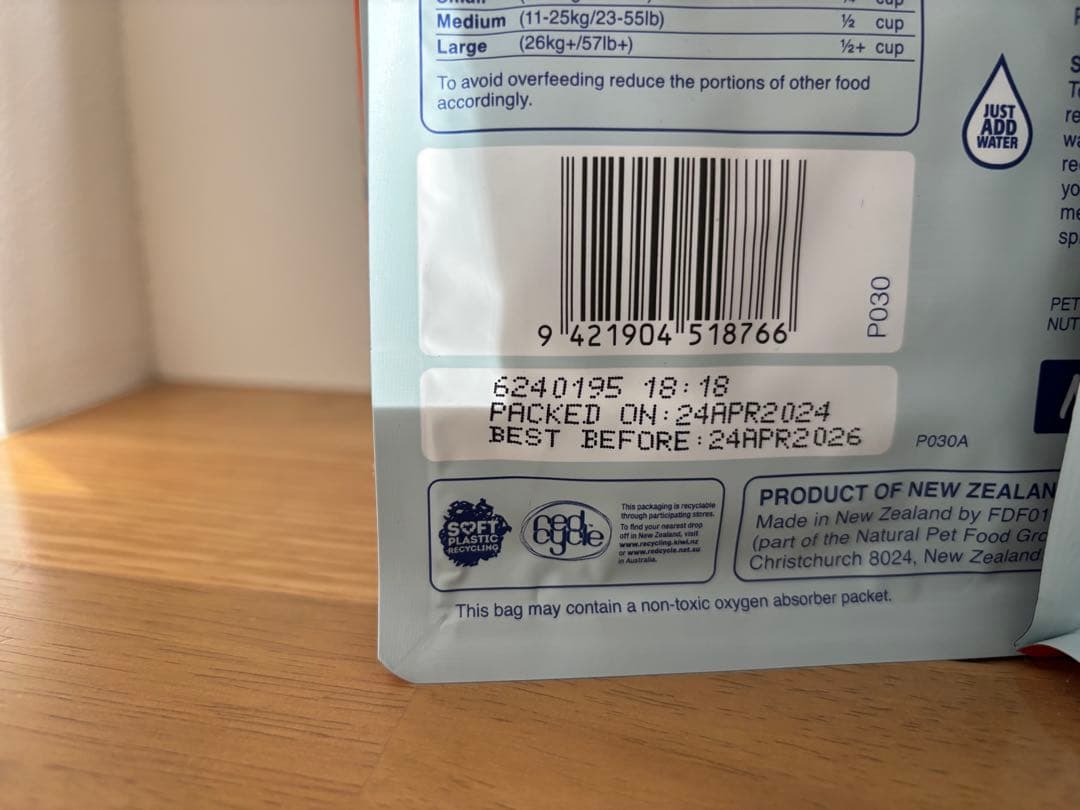 Medium (11-25kg/23-55lb) ½ cup
Large (26kg+/57lb+) ½+ cup
To avoid overfeeding reduce the portions of other food
accordingly.
JUST
ADD
WATER
P030
9 421904 518766
6240195 18:18
PACKED ON:24APR2024
BEST BEFORE:24APR2026
P030A
SOFT
PLASTIC
RECYCLING
red
cycle
This packaging is recyclable
through participating stores.
To find your nearest drop
off in New Zealand, visit
www.recycling.kiwi.nz
or www.redcycle.net.au
in Australia.
PRODUCT OF NEW ZEALAN
Made in New Zealand by FDF01
(part of the Natural Pet Food Gro
Christchurch 8024, New Zealand
This bag may contain a non-toxic oxygen absorber packet.
PET
NUT